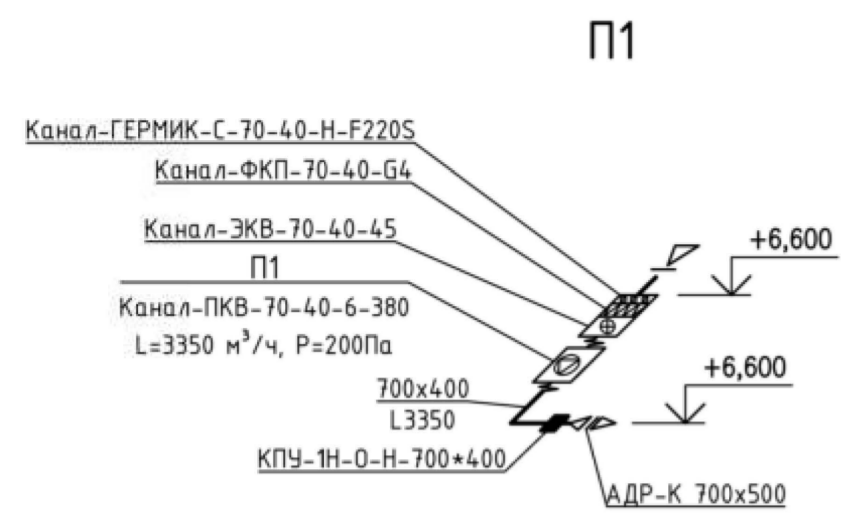 П1
Канал-ГЕРМИК-С-70-40-Н-F220S
Канал-ФКП-70-40-G4
Канал-ЭКВ-70-40-45
+6,600
П1
Канал-ПКВ-70-40-6-380
L=3350 м³/ч, P=200Па
+6,600
700х400
L3350
КПУ-1Н-О-Н-700*400
АДР-К 700х500